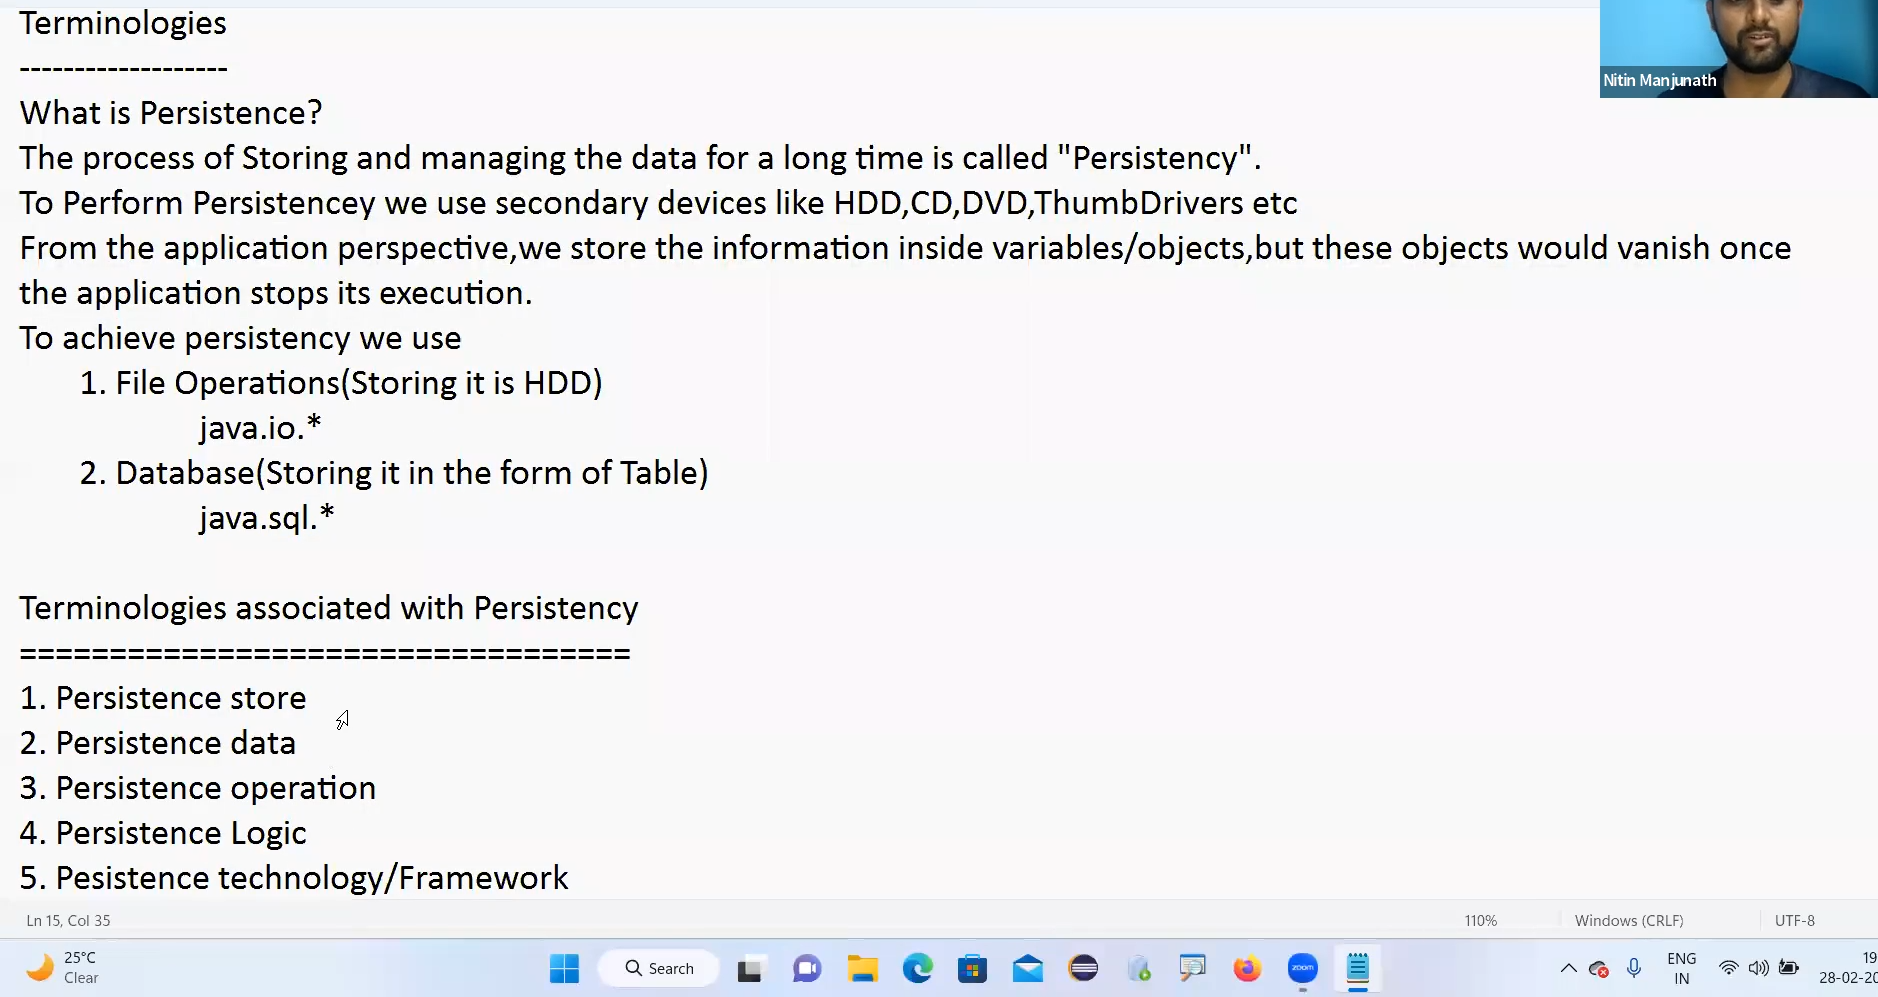 Terminologies
-------------------
What is Persistence?
The process of Storing and managing the data for a long time is called "Persistency".
To Perform Persistencey we use secondary devices like HDD,CD,DVD,ThumbDrivers etc
From the application perspective,we store the information inside variables/objects,but these objects would vanish once
the application stops its execution.
To achieve persistency we use
1. File Operations(Storing it is HDD)
java.io.*
2. Database(Storing it in the form of Table)
java.sql.*
Terminologies associated with Persistency
==================================
1. Persistence store
2. Persistence data
3. Persistence operation
4. Persistence Logic
5. Pesistence technology/Framework
Nitin Manjunath
Ln 15, Col 35
110%
Windows (CRLF)
UTF-8
25°C
Clear
Search
zoom
ENG
IN
19
28-02-20